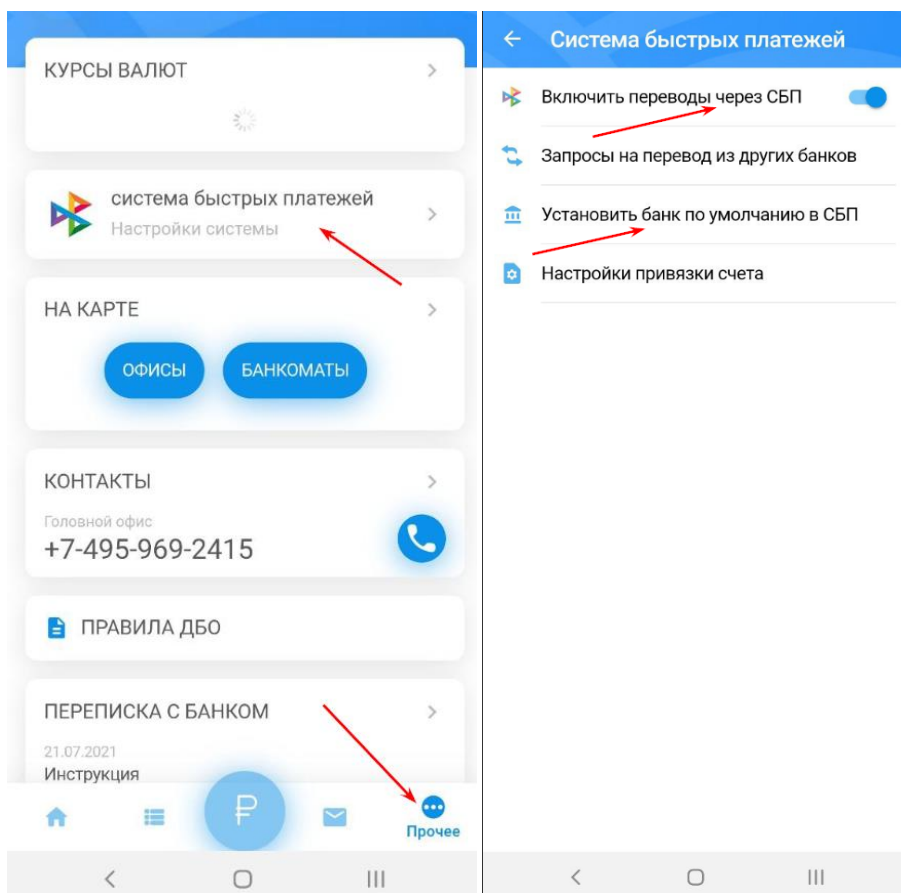 КУРСЫ ВАЛЮТ
система быстрых платежей
Настройки системы
НА КАРТЕ
ОФИСЫ
БАНКОМАТЫ
КОНТАКТЫ
Головной офис
+7-495-969-2415
ПРАВИЛА ДБО
ПЕРЕПИСКА С БАНКОМ
21.07.2021
Инструкция
₽
Прочее
Система быстрых платежей
Включить переводы через СБП
Запросы на перевод из других банков
Установить банк по умолчанию в СБП
Настройки привязки счета